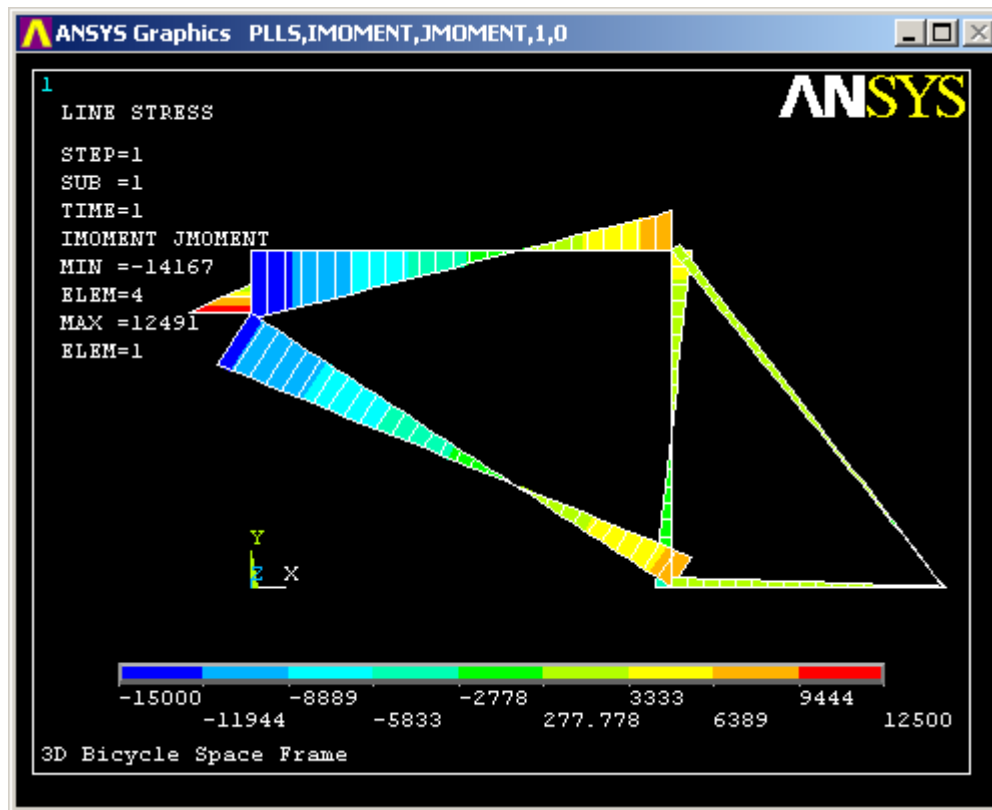 ANSYS Graphics PLLS,IMOMENT,JMOMENT,1,0
1
ANSYS
LINE STRESS
STEP=1
SUB =1
TIME=1
IMOMENT JMOMENT
MIN =-14167
ELEM=4
MAX =12491
ELEM=1
Y
Z X
-15000 -8889 -2778 3333 9444
-11944 -5833 277.778 6389 12500
3D Bicycle Space Frame